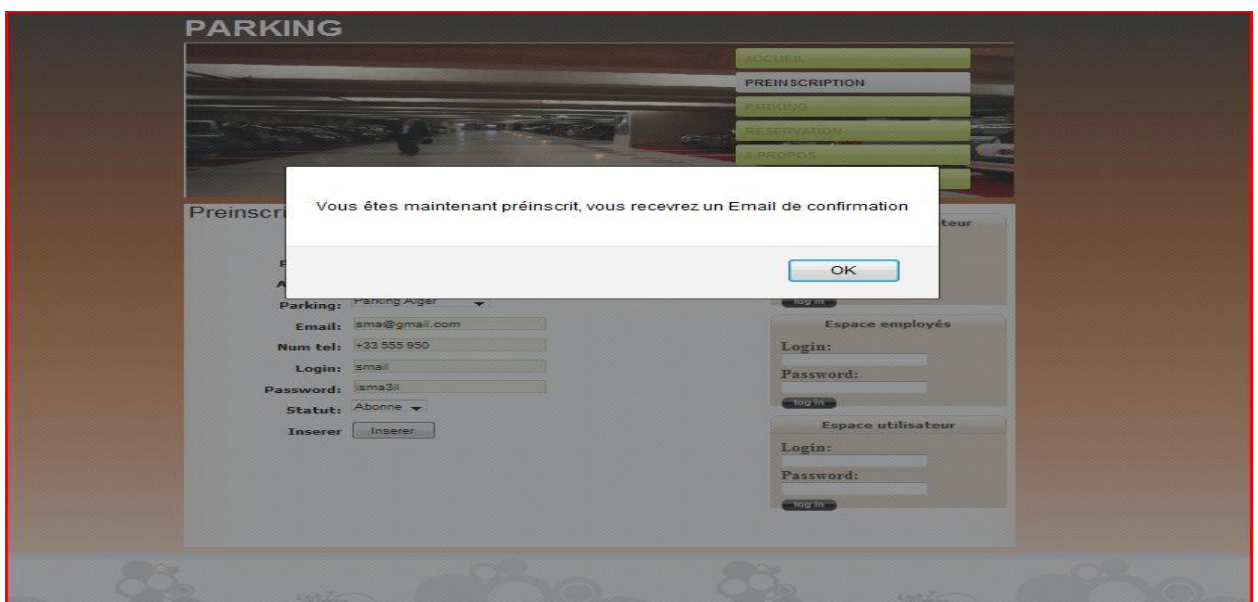 PARKING
ACCUEIL
PREINSCRIPTION
PARKING
RESERVATION
A PROPOS
Vous êtes maintenant préinscrit, vous recevrez un Email de confirmation
OK
Preinscri
teur
log in
Parking: Parking Alger
Email: sma@gmail.com
Num tel: +33 555 950
Login: smail
Password: isma3il
Statut: Abonne
Inserer Inserer
Espace employés
Login:
Password:
log in
Espace utilisateur
Login:
Password:
log in